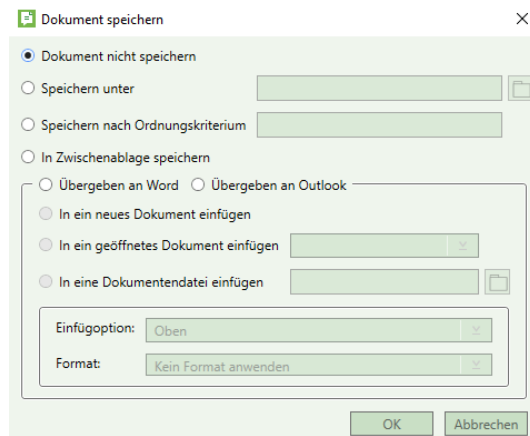 Dokument speichern
Dokument nicht speichern
Speichern unter
Speichern nach Ordnungskriterium
In Zwischenablage speichern
Übergeben an Word Übergeben an Outlook
In ein neues Dokument einfügen
In ein geöffnetes Dokument einfügen
In eine Dokumentendatei einfügen
Einfügoption: Oben
Format: Kein Format anwenden
OK Abbrechen